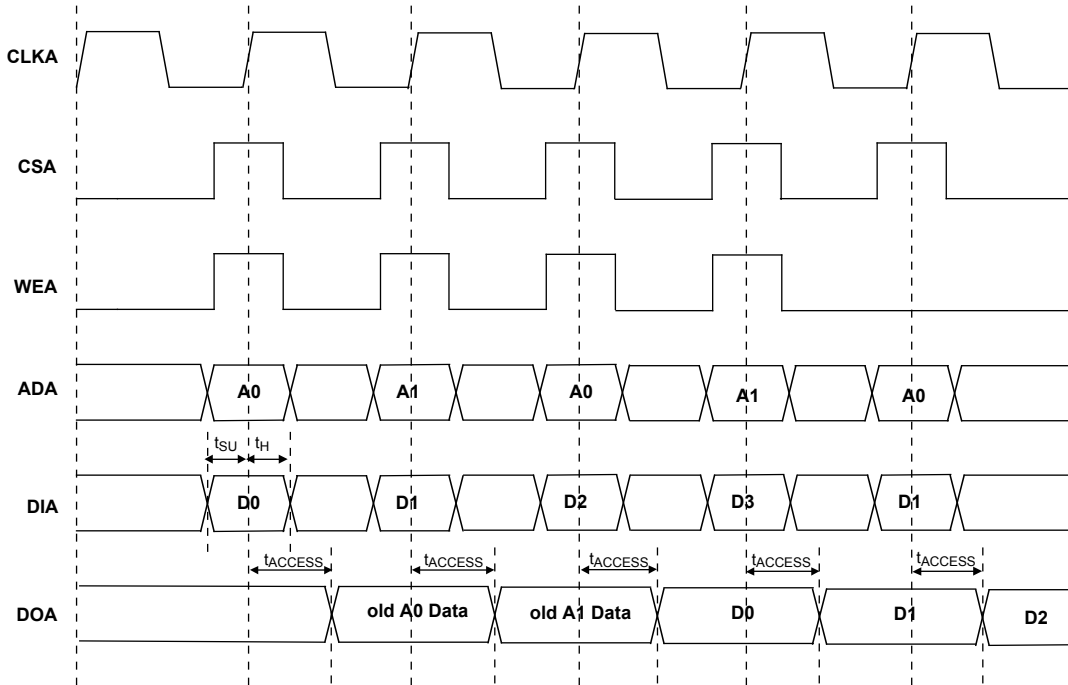 CLKA
CSA
WEA
ADA A0 A1 A0 A1 A0
tSU tH
DIA D0 D1 D2 D3 D1
tACCESS tACCESS tACCESS tACCESS tACCESS
DOA old A0 Data old A1 Data D0 D1 D2